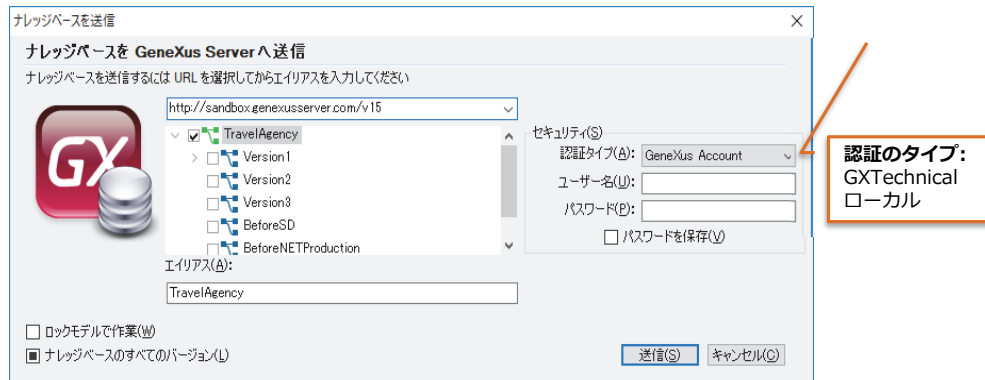 ナレッジベースを送信
ナレッジベースを GeneXus Serverへ送信
ナレッジベースを送信するには URL を選択してからエイリアスを入力してください
GX
http://sandbox.genexusserver.com/v15
TravelAgency
Version1
Version2
Version3
BeforeSD
BeforeNETProduction
エイリアス(A):
TravelAgency
セキュリティ(S)
認証タイプ(A): GeneXus Account
ユーザー名(U):
パスワード(P):
パスワードを保存(V)
認証のタイプ:
GXTechnical
ローカル
ロックモデルで作業(W)
ナレッジベースのすべてのバージョン(L)
送信(S) キャンセル(C)